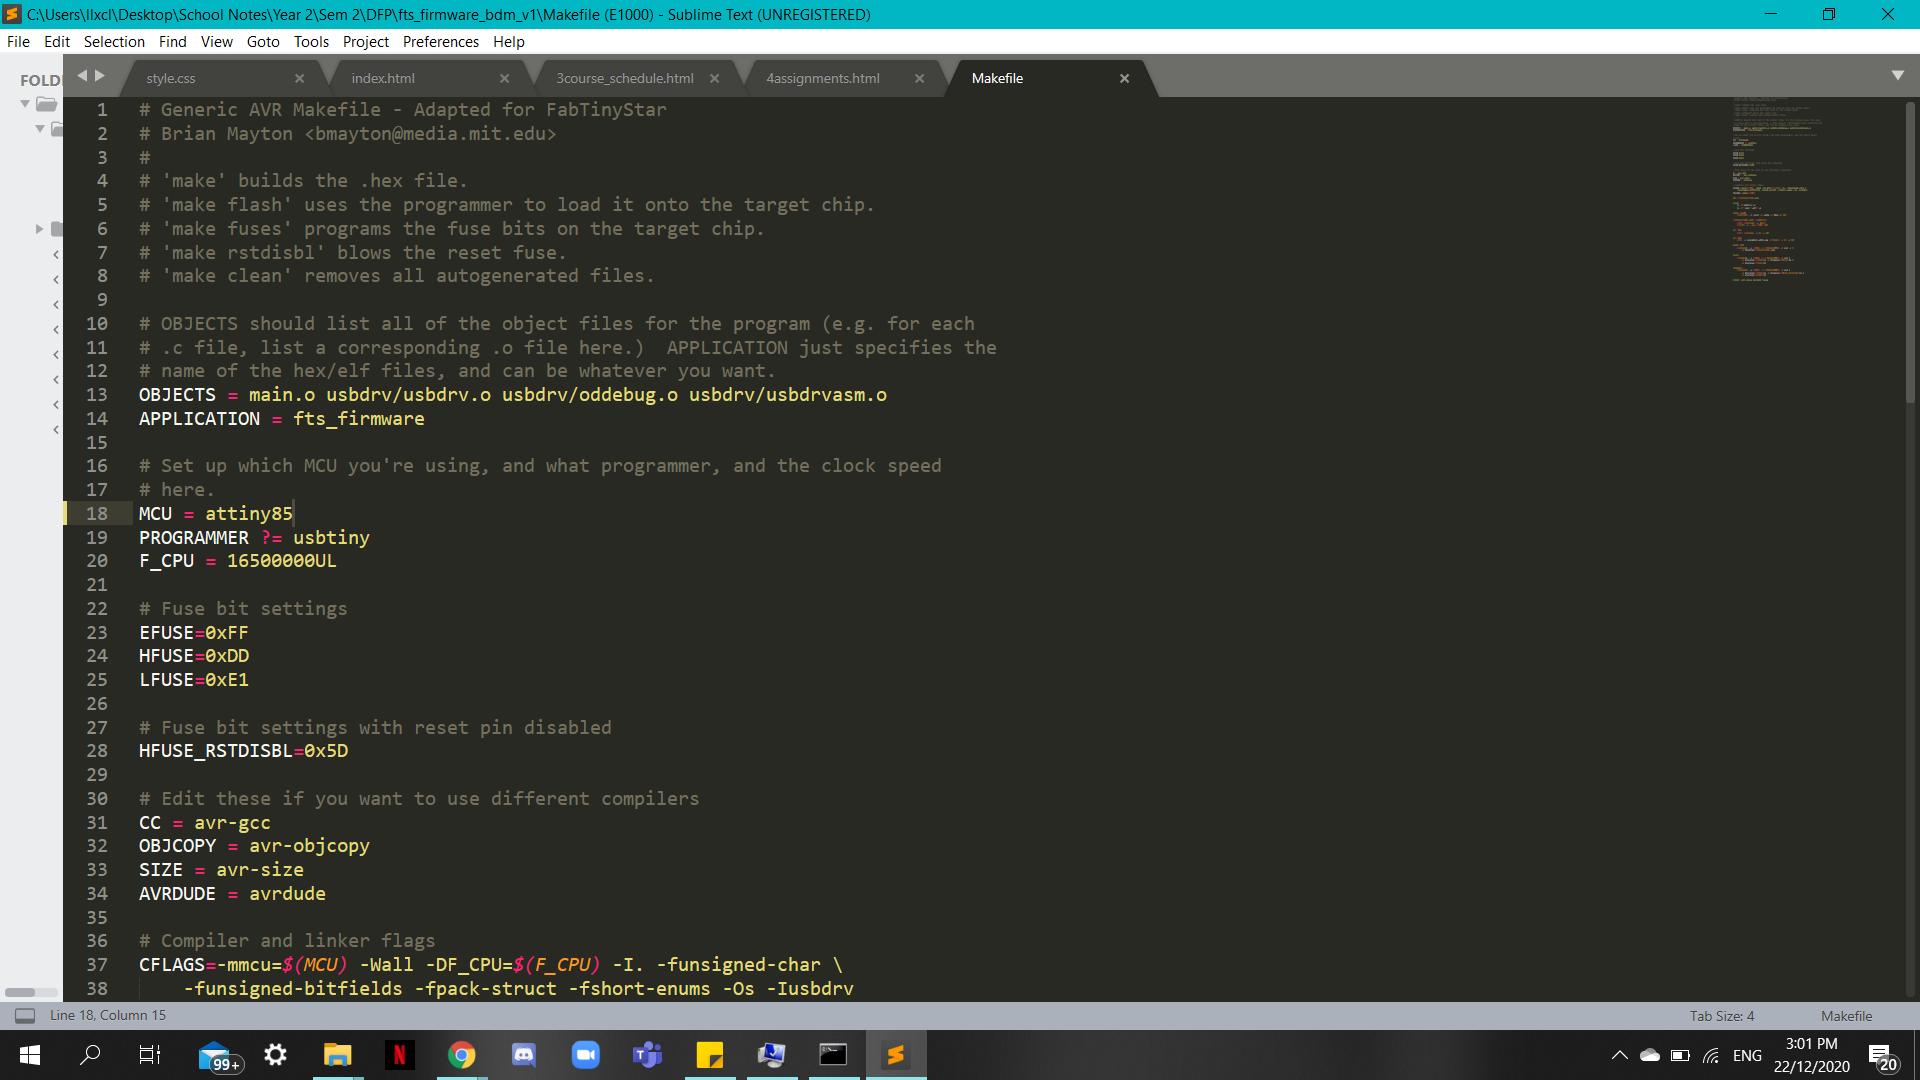 C:\Users\llxcl\Desktop\School Notes\Year 2\Sem 2\DFP\fts_firmware_bdm_v1\Makefile (E1000) - Sublime Text (UNREGISTERED)
File Edit Selection Find View Goto Tools Project Preferences Help
FOLD
style.css
index.html
3course_schedule.html
4assignments.html
Makefile
1 # Generic AVR Makefile - Adapted for FabTinyStar
2 # Brian Mayton <bmayton@media.mit.edu>
3 #
4 # 'make' builds the .hex file.
5 # 'make flash' uses the programmer to load it onto the target chip.
6 # 'make fuses' programs the fuse bits on the target chip.
7 # 'make rstdisbl' blows the reset fuse.
8 # 'make clean' removes all autogenerated files.
9
10 # OBJECTS should list all of the object files for the program (e.g. for each
11 # .c file, list a corresponding .o file here.)  APPLICATION just specifies the
12 # name of the hex/elf files, and can be whatever you want.
13 OBJECTS = main.o usbdrv/usbdrv.o usbdrv/oddebug.o usbdrv/usbdrvasm.o
14 APPLICATION = fts_firmware
15
16 # Set up which MCU you're using, and what programmer, and the clock speed
17 # here.
18 MCU = attiny85
19 PROGRAMMER ?= usbtiny
20 F_CPU = 16500000UL
21
22 # Fuse bit settings
23 EFUSE=0xFF
24 HFUSE=0xDD
25 LFUSE=0xE1
26
27 # Fuse bit settings with reset pin disabled
28 HFUSE_RSTDISBL=0x5D
29
30 # Edit these if you want to use different compilers
31 CC = avr-gcc
32 OBJCOPY = avr-objcopy
33 SIZE = avr-size
34 AVRDUDE = avrdude
35
36 # Compiler and linker flags
37 CFLAGS=-mmcu=$(MCU) -Wall -DF_CPU=$(F_CPU) -I. -funsigned-char \
38 -funsigned-bitfields -fpack-struct -fshort-enums -Os -Iusbdrv
Line 18, Column 15
Tab Size: 4
Makefile
99+
N
ENG
3:01 PM
22/12/2020
20